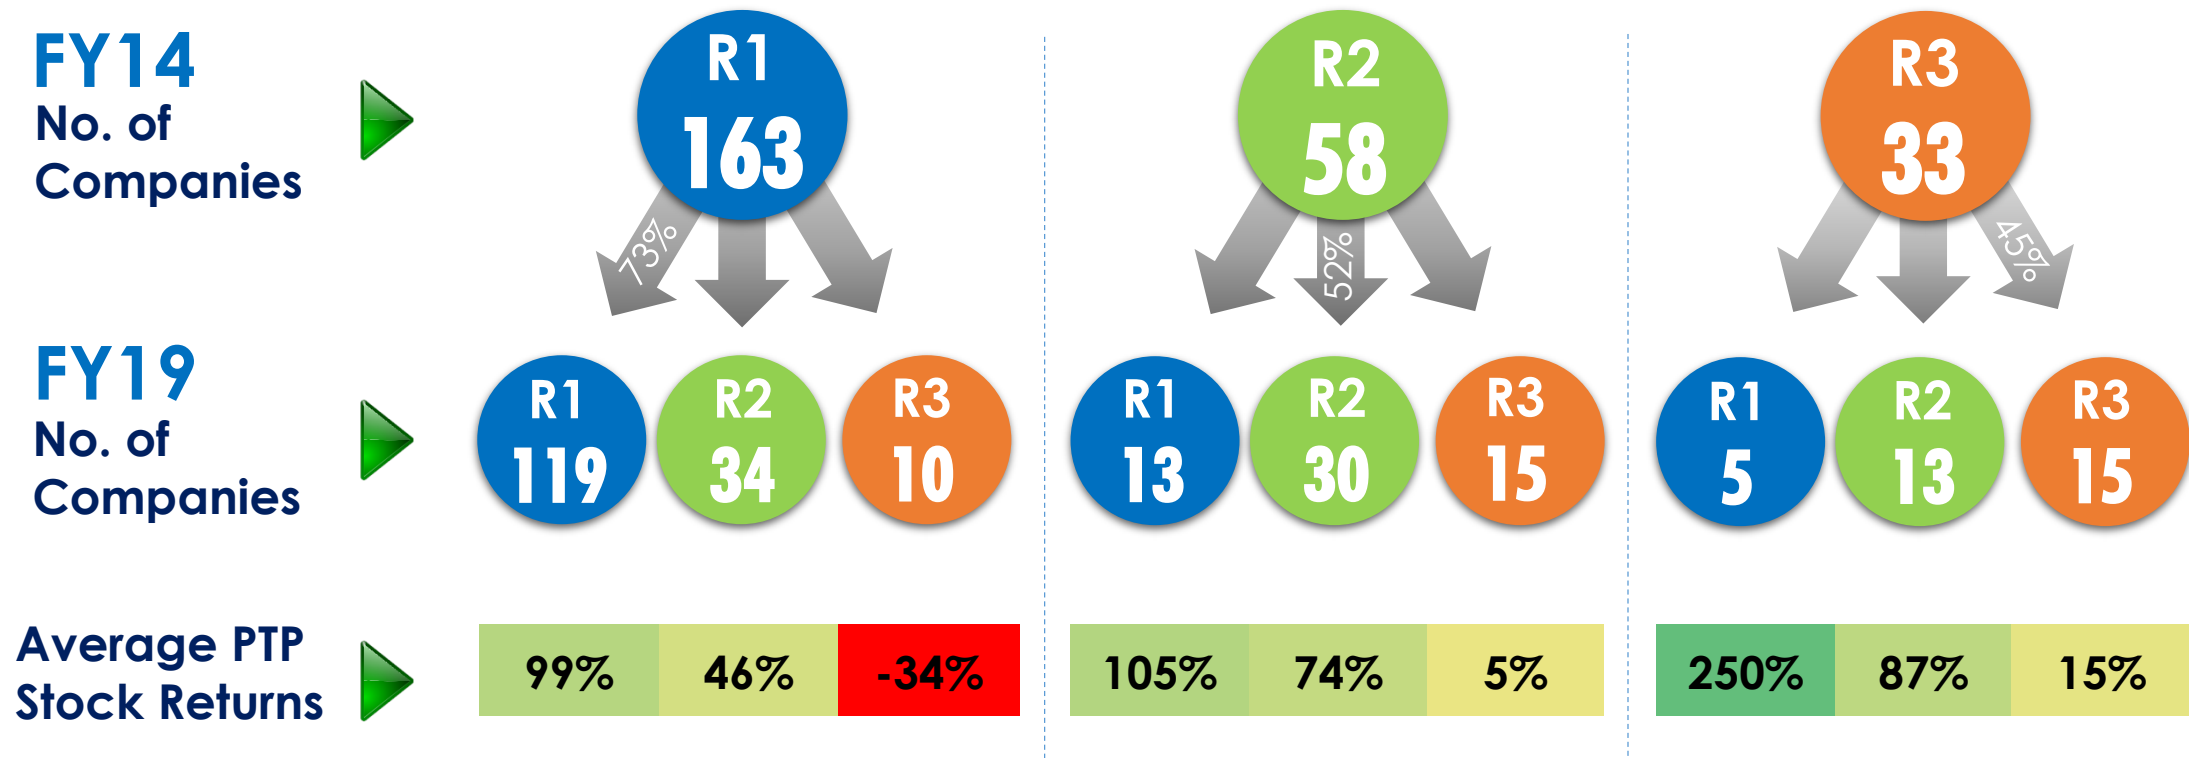 FY14
No. of
Companies
R1
163
R2
58
R3
33
73%
52%
45%
FY19
No. of
Companies
R1
119
R2
34
R3
10
R1
13
R2
30
R3
15
R1
5
R2
13
R3
15
Average PTP
Stock Returns
99% 46% -34% 105% 74% 5% 250% 87% 15%